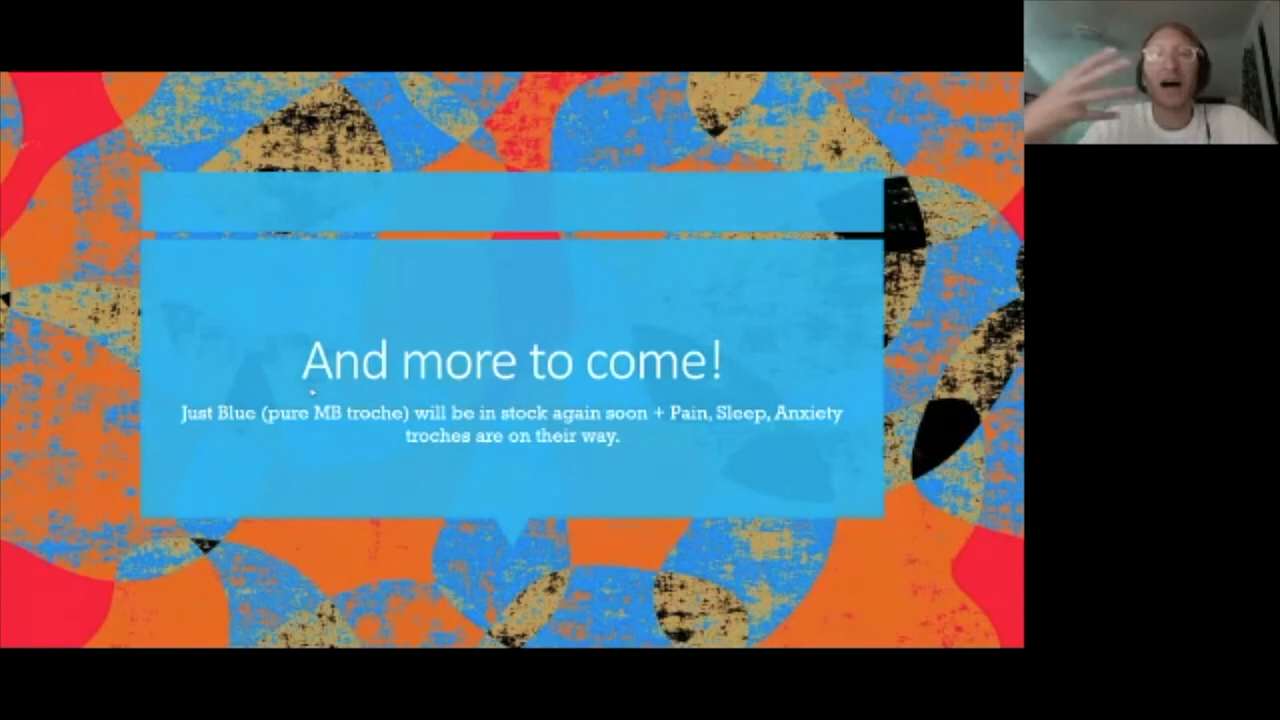 And more to come!
Just Blue (pure MB troche) will be in stock again soon + Pain, Sleep, Anxiety
troches are on their way.